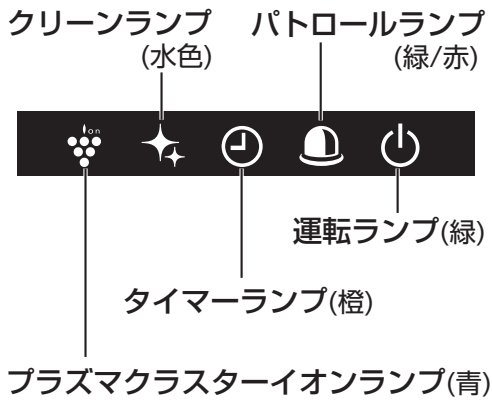 クリーンランプ
(水色)
パトロールランプ
(緑/赤)
ion
運転ランプ(緑)
タイマーランプ(橙)
プラズマクラスターイオンランプ(青)